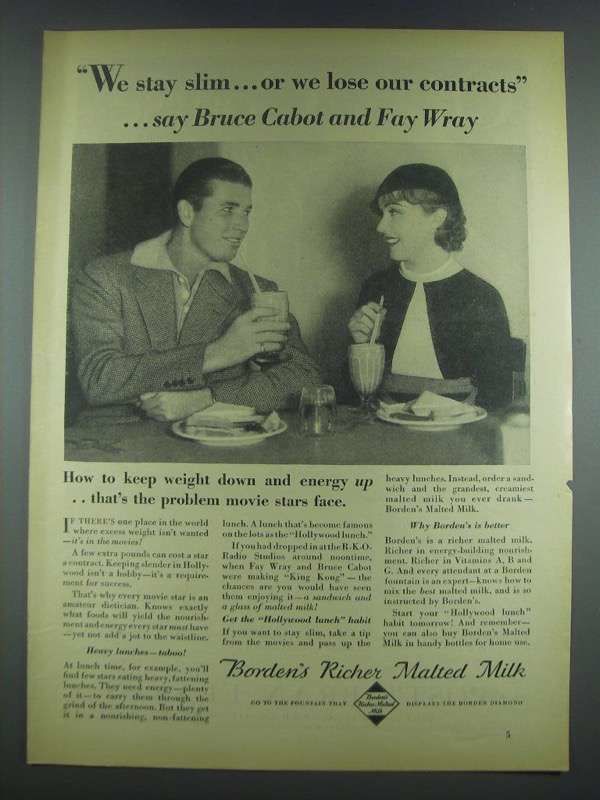 "We stay slim...or we lose our contracts"
...say Bruce Cabot and Fay Wray
How to keep weight down and energy up
. . that's the problem movie stars face.
IF THERE'S one place in the world
where excess weight isn't wanted
—it's in the movies!
A few extra pounds can cost a star
a contract. Keeping slender in Holly-
wood isn't a hobby—it's a require-
ment for success.
That's why every movie star is an
amateur dietician. Knows exactly
what foods will yield the nourish-
ment and energy every star must have
—yet not add a jot to the waistline.
Heavy lunches—taboo!
At lunch time, for example, you'll
find few stars eating heavy, fattening
lunches. They need energy—plenty
of it—to carry them through the
grind of the afternoon. But they get
it in a nourishing, non-fattening
lunch. A lunch that's become famous
on the lots as the "Hollywood lunch."
If you had dropped in at the R.K.O-
Radio Studios around noontime,
when Fay Wray and Bruce Cabot
were making "King Kong"—the
chances are you would have seen
them enjoying it—a sandwich and
a glass of malted milk!
Get the "Hollywood lunch" habit
If you want to stay slim, take a tip
from the movies and pass up the
heavy lunches. Instead, order a sand-
wich and the grandest, creamiest
malted milk you ever drank—
Borden's Malted Milk.
Why Borden's is better
Borden's is a richer malted milk.
Richer in energy-building nourish-
ment. Richer in Vitamins A, B and
G. And every attendant at a Borden
fountain is an expert—knows how to
mix the best malted milk, and is so
instructed by Borden's.
Start your "Hollywood lunch"
habit tomorrow! And remember—
you can also buy Borden's Malted
Milk in handy bottles for home use.
Borden's Richer Malted Milk
GO TO THE FOUNTAIN THAT
Borden's
Richer Malted
Milk
DISPLAYS THE BORDEN DIAMOND
5